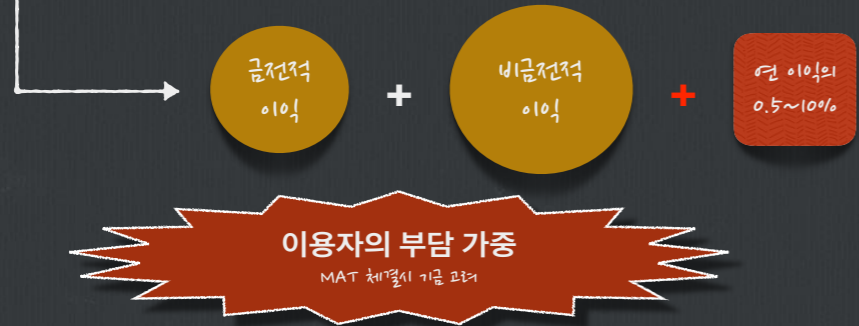 금전적
이익
+
비금전적
이익
+
연 이익의
0.5~10%
이용자의 부담 가중
MAT 체결시 기금 고려